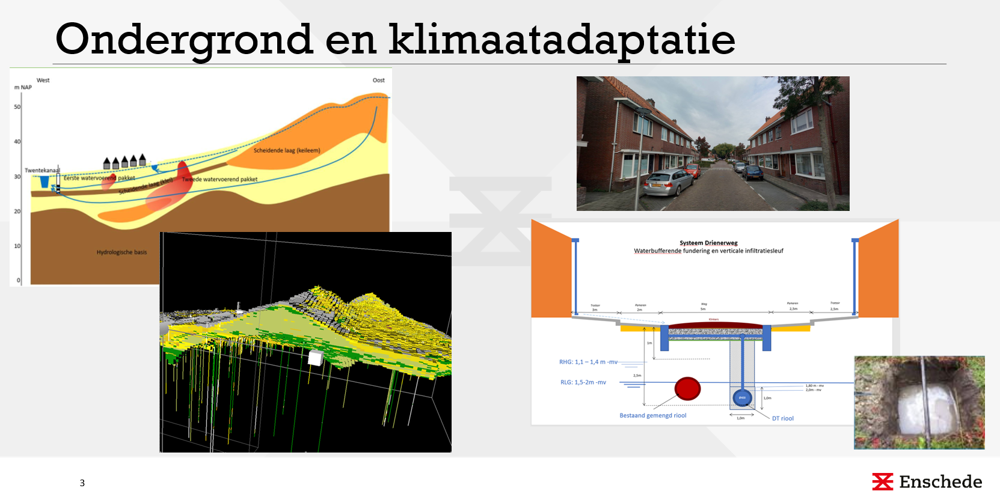 Ondergrond en klimaatadaptatie
West
Oost
m NAP
50
40
30
20
10
0
Scheidende laag (keileem)
Twentekanaal
Eerste watervoerend pakket
Scheidende laag (klei)
Tweede watervoerend pakket
Hydrologische basis
Systeem Drienerweg
Waterbufferende fundering en verticale infiltratiesleuf
Trottoir
3m
Parkeren
2m
Weg
5m
Parkeren
2,5m
Trottoir
2,5m
Klinkers
1m
RHG: 1,1 – 1,4 m -mv
2,5m
RLG: 1,5-2m -mv
1,80 m - mv
2,0m - mv
Ø400
1,0m
Bestaand gemengd riool
1,0m
DT riool
3
Enschede